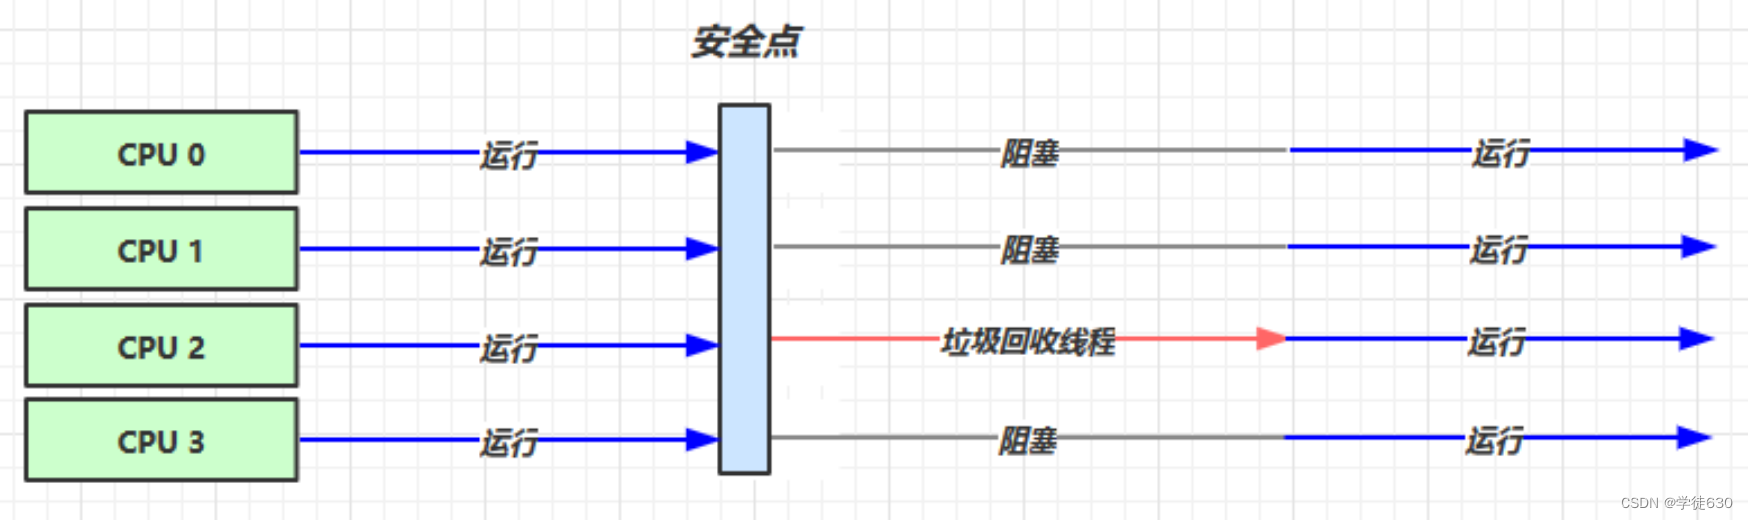 安全点
CPU 0 运行 阻塞 运行
CPU 1 运行 阻塞 运行
CPU 2 运行 垃圾回收线程 运行
CPU 3 运行 阻塞 运行
CSDN @学徒630